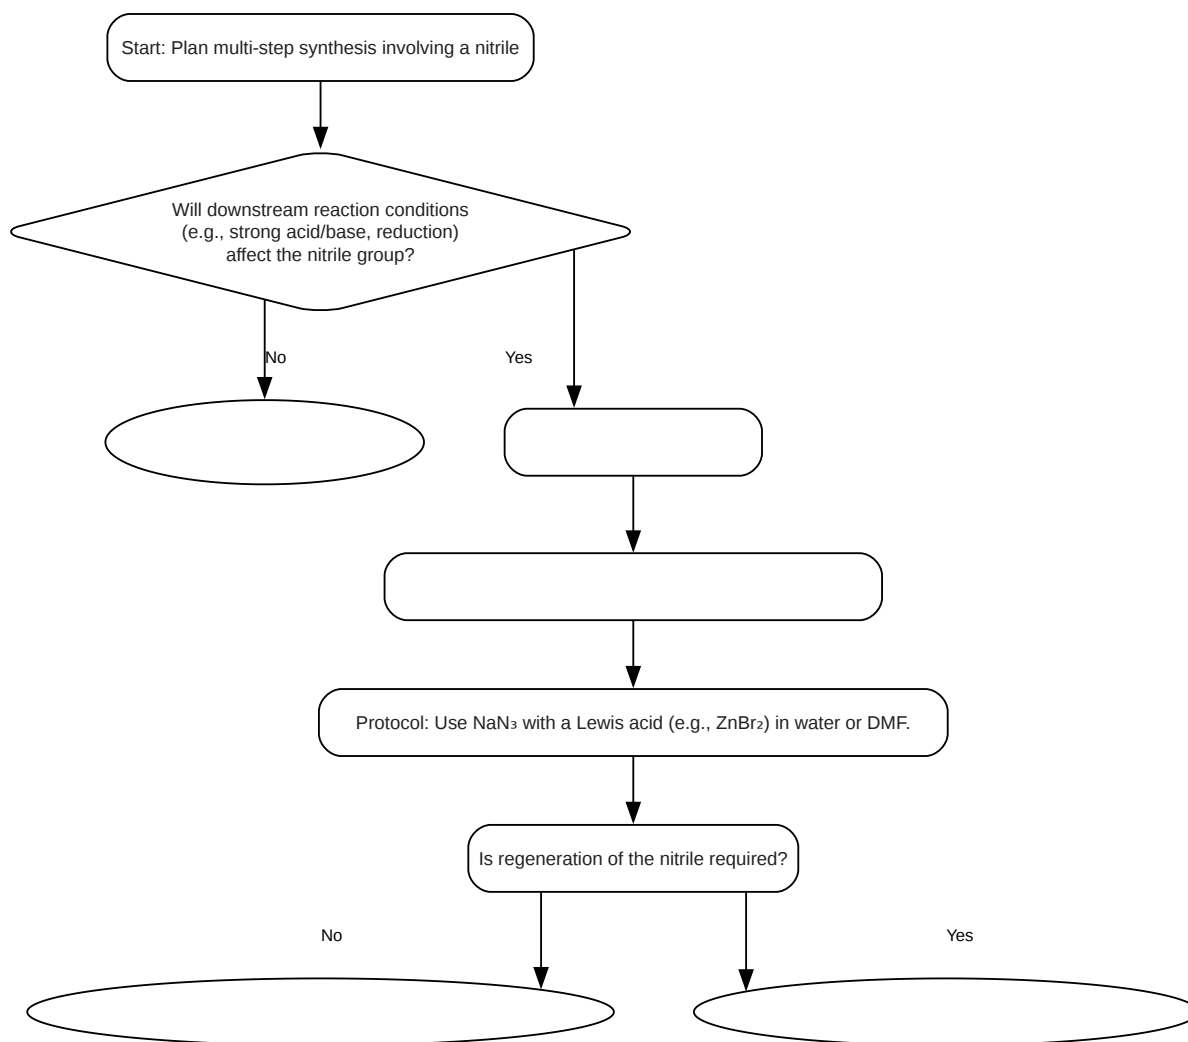 Start: Plan multi-step synthesis involving a nitrile
Will downstream reaction conditions
(e.g., strong acid/base, reduction)
affect the nitrile group?
No
Yes
Protocol: Use NaN₃ with a Lewis acid (e.g., ZnBr₂) in water or DMF.
Is regeneration of the nitrile required?
No
Yes